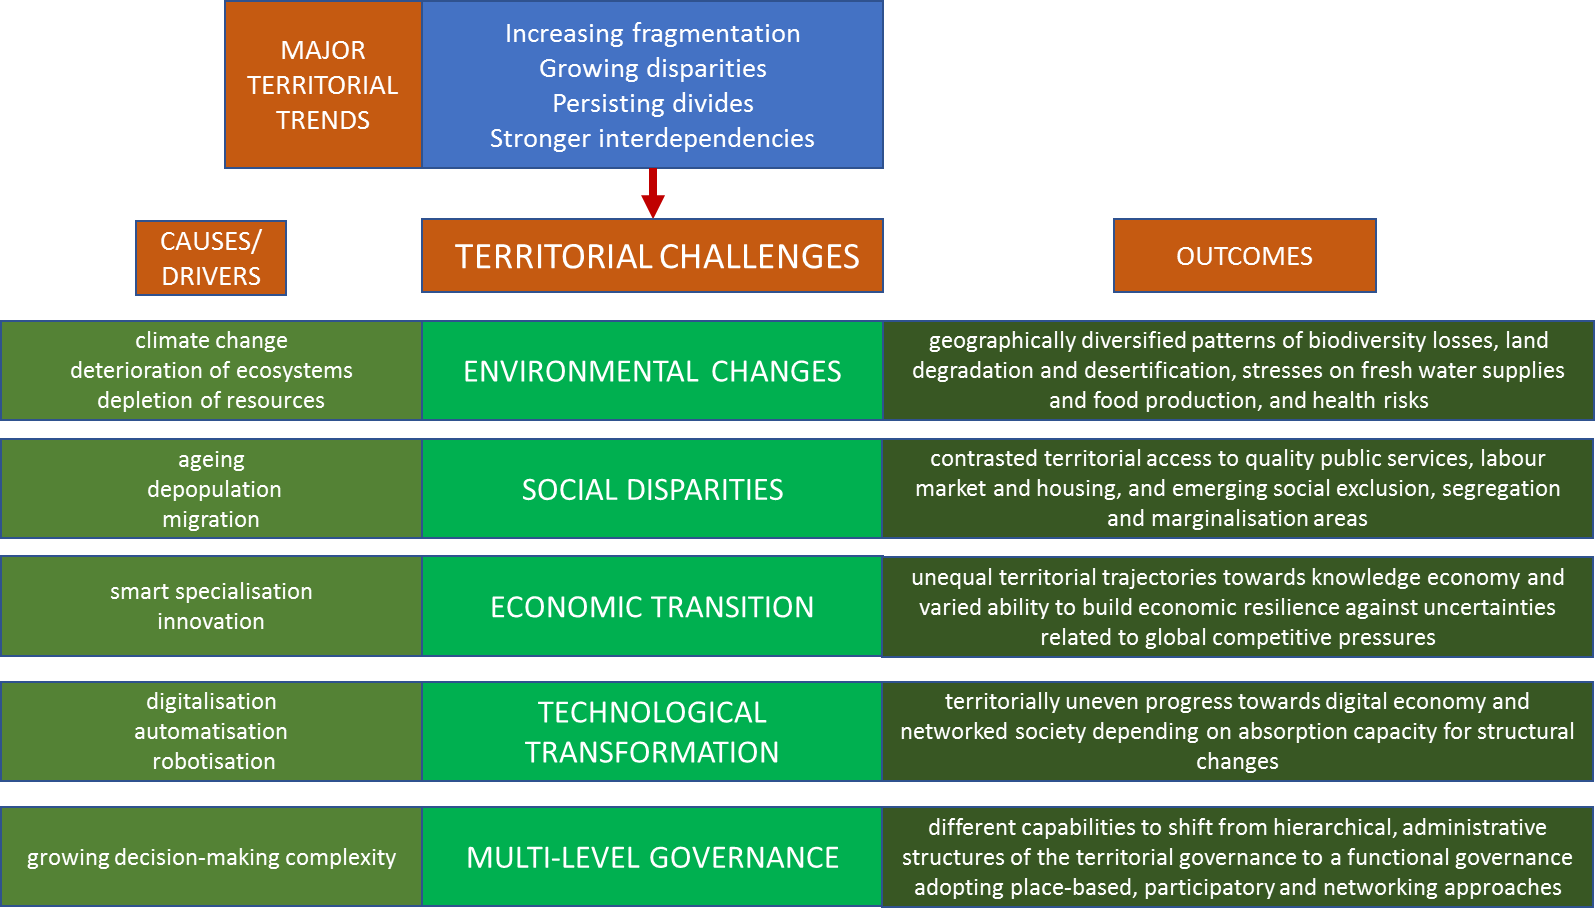 MAJOR
TERRITORIAL
TRENDS
Increasing fragmentation
Growing disparities
Persisting divides
Stronger interdependencies
CAUSES/
DRIVERS
TERRITORIAL CHALLENGES
OUTCOMES
climate change
deterioration of ecosystems
depletion of resources
ENVIRONMENTAL CHANGES
geographically diversified patterns of biodiversity losses, land
degradation and desertification, stresses on fresh water supplies
and food production, and health risks
ageing
depopulation
migration
SOCIAL DISPARITIES
contrasted territorial access to quality public services, labour
market and housing, and emerging social exclusion, segregation
and marginalisation areas
smart specialisation
innovation
ECONOMIC TRANSITION
unequal territorial trajectories towards knowledge economy and
varied ability to build economic resilience against uncertainties
related to global competitive pressures
digitalisation
automatisation
robotisation
TECHNOLOGICAL
TRANSFORMATION
territorially uneven progress towards digital economy and
networked society depending on absorption capacity for structural
changes
growing decision-making complexity
MULTI-LEVEL GOVERNANCE
different capabilities to shift from hierarchical, administrative
structures of the territorial governance to a functional governance
adopting place-based, participatory and networking approaches